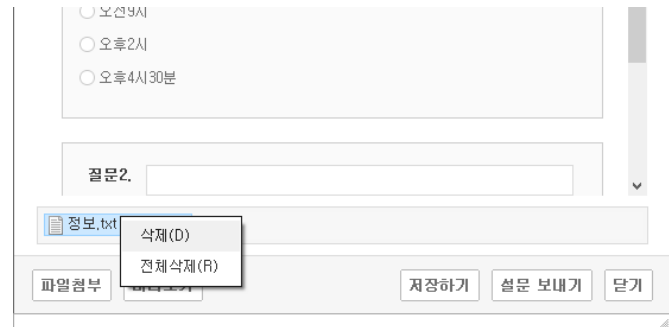 오전9시
오후2시
오후4시30분
질문2.
정보.txt
삭제(D)
전체삭제(R)
파일첨부
저장하기
설문 보내기
닫기